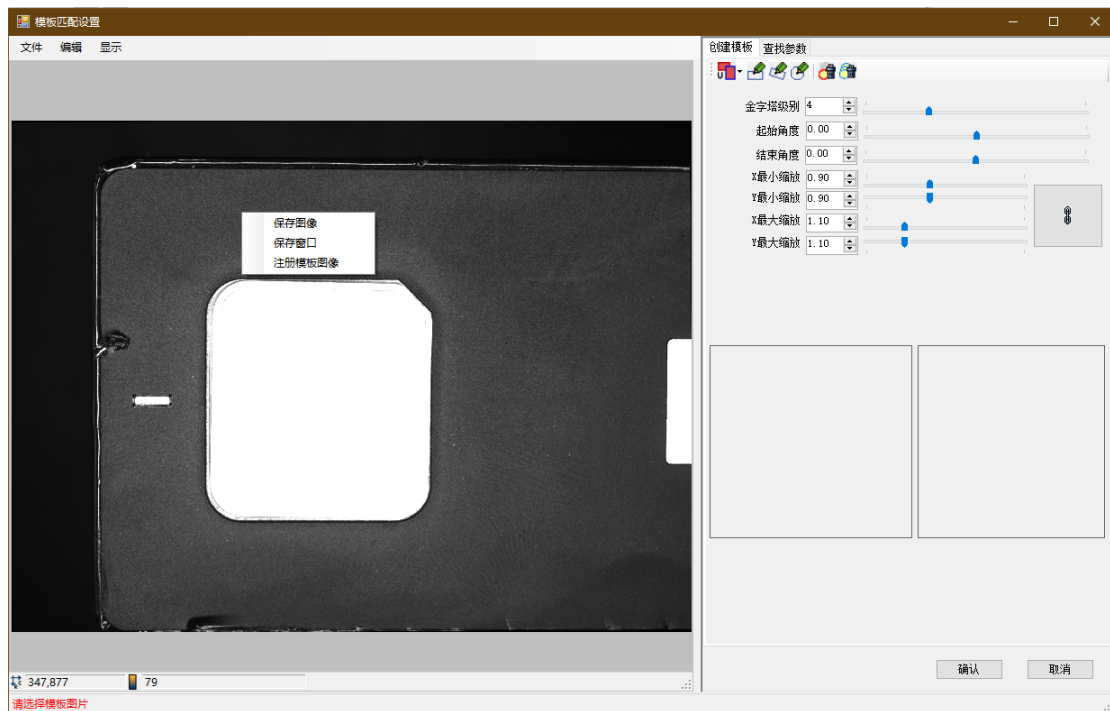 模板匹配设置
文件 编辑 显示
创建模板 查找参数
金字塔级别 4
起始角度 0.00
结束角度 0.00
X最小缩放 0.90
Y最小缩放 0.90
X最大缩放 1.10
Y最大缩放 1.10
保存图像
保存窗口
注册模板图像
确认 取消
347,877 79
请选择模板图片